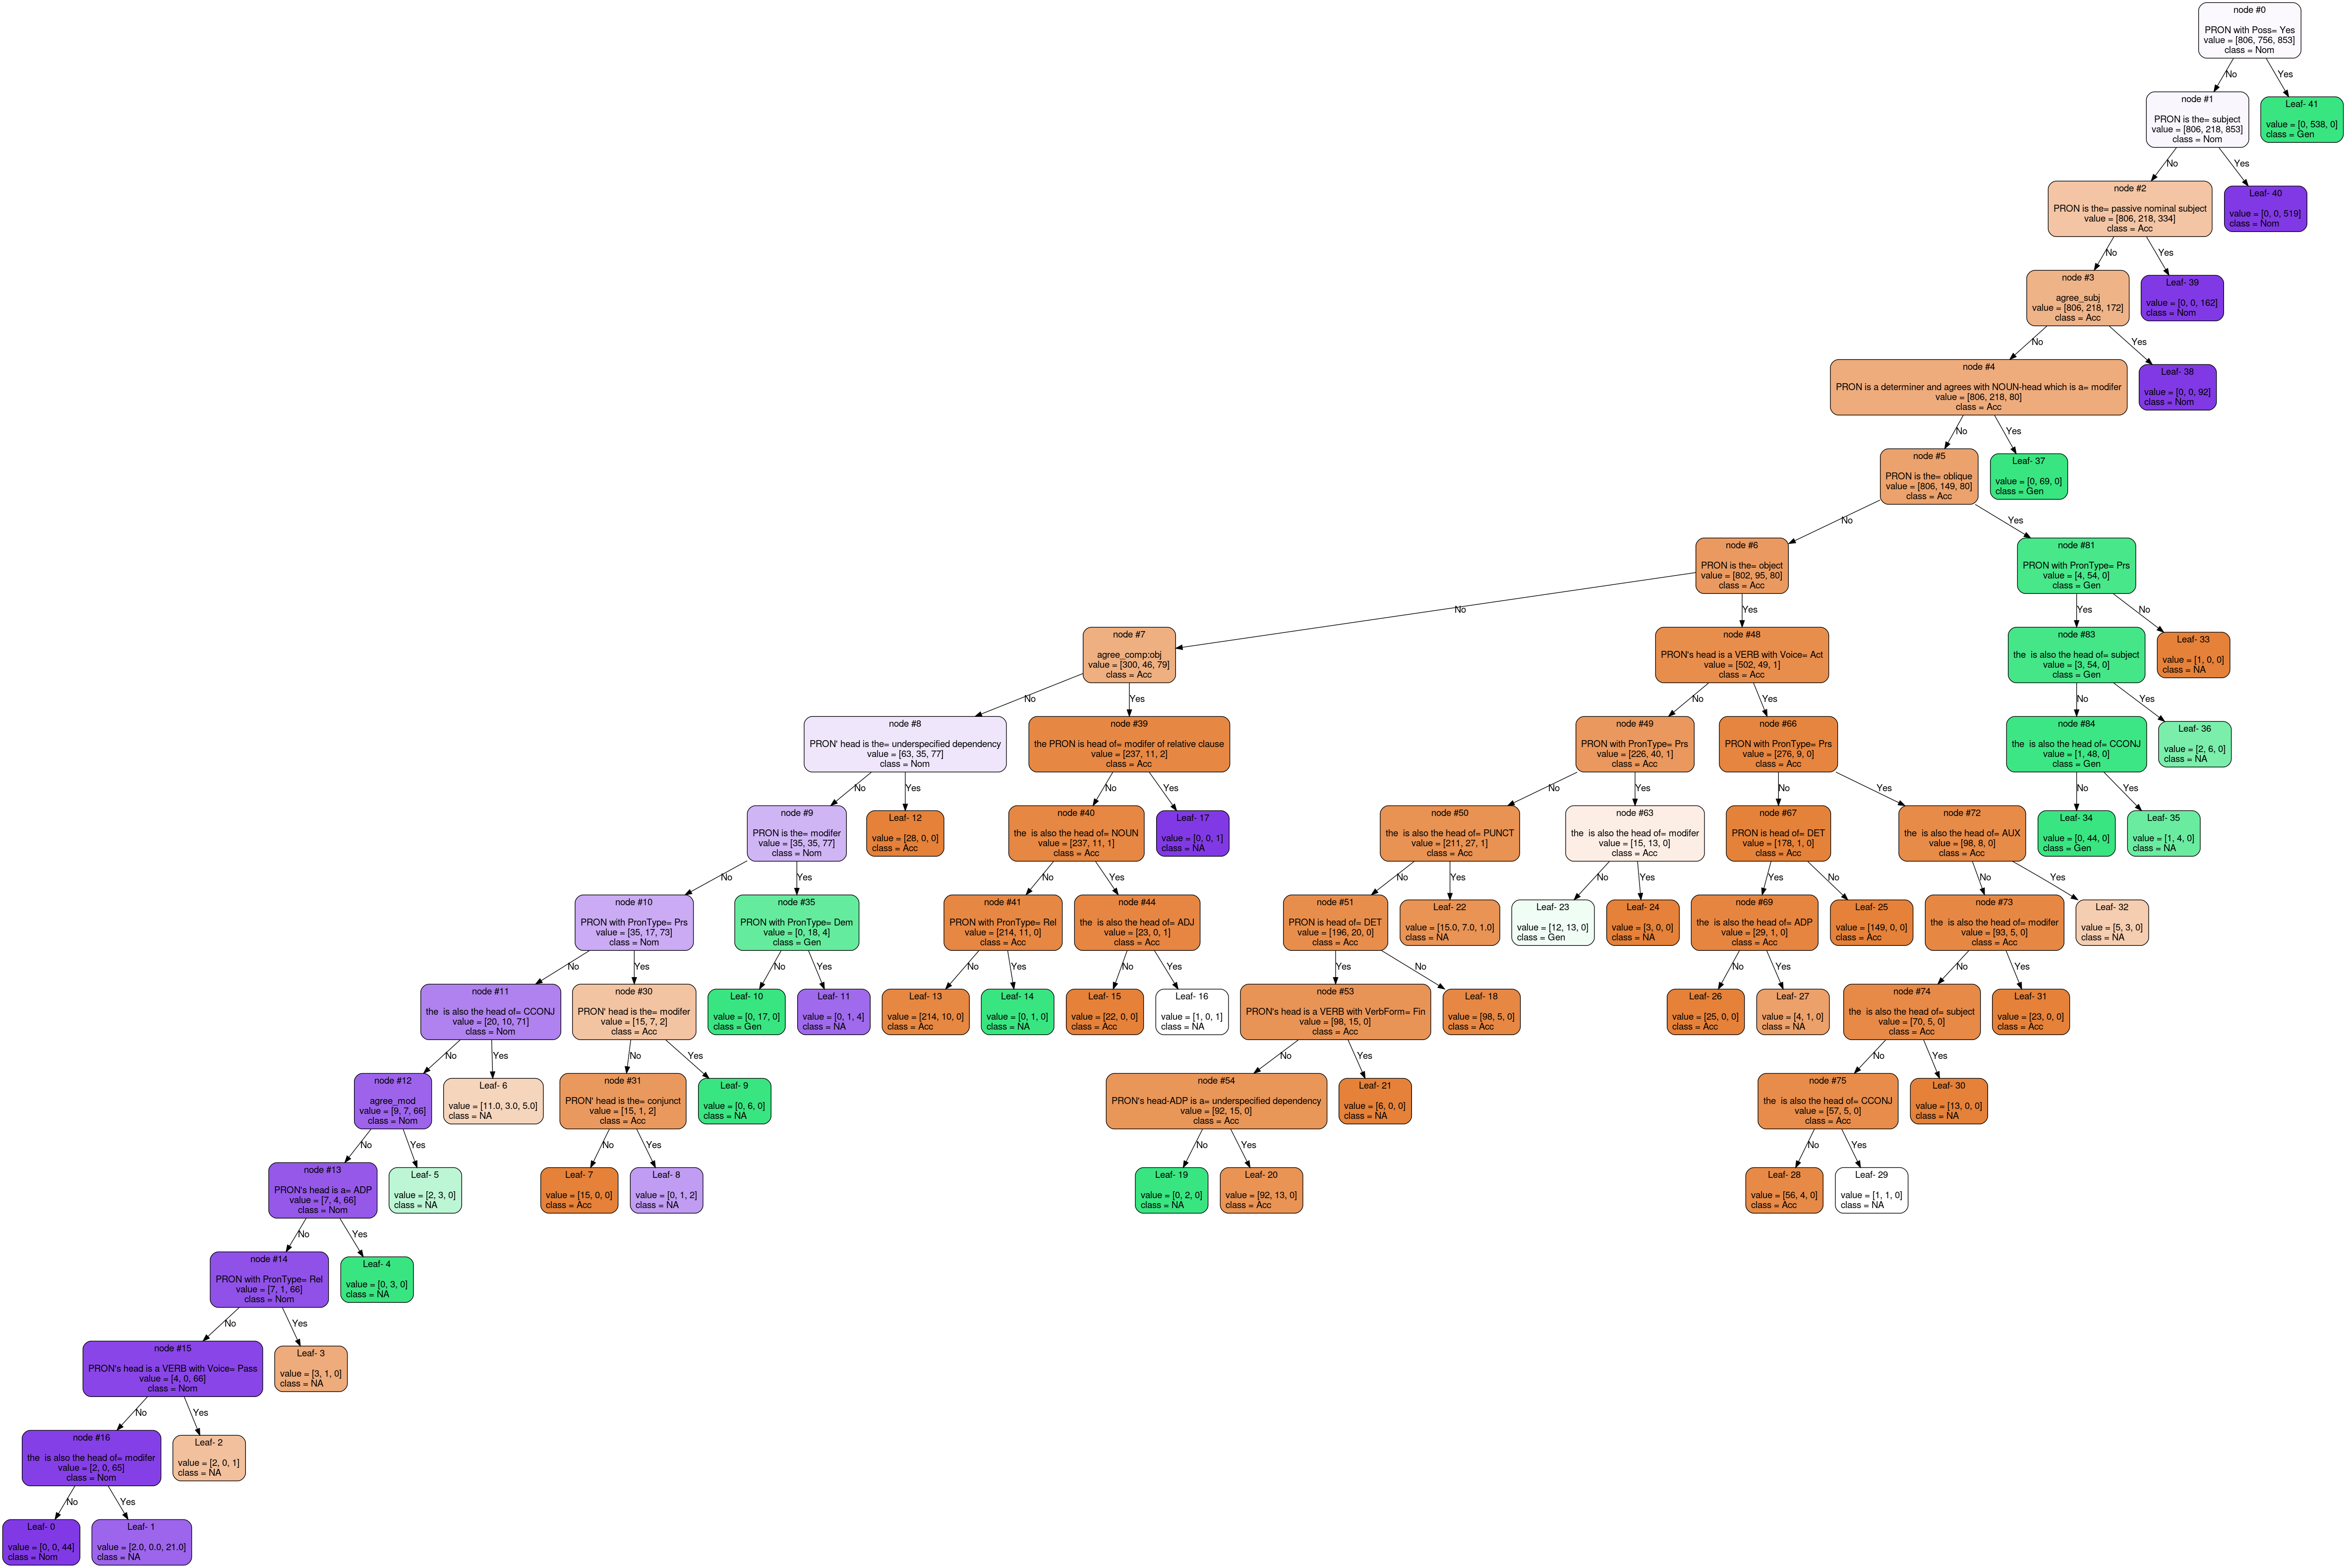 node #0
PRON with Poss= Yes
value = [806, 756, 853]
class = Nom
No
Yes
node #1
PRON is the= subject
value = [806, 218, 853]
class = Nom
Leaf- 41
value = [0, 538, 0]
class = Gen
No
Yes
node #2
PRON is the= passive nominal subject
value = [806, 218, 334]
class = Acc
Leaf- 40
value = [0, 0, 519]
class = Nom
No
Yes
node #3
agree_subj
value = [806, 218, 172]
class = Acc
Leaf- 39
value = [0, 0, 162]
class = Nom
No
Yes
node #4
PRON is a determiner and agrees with NOUN-head which is a= modifer
value = [806, 218, 80]
class = Acc
Leaf- 38
value = [0, 0, 92]
class = Nom
No
Yes
node #5
PRON is the= oblique
value = [806, 149, 80]
class = Acc
Leaf- 37
value = [0, 69, 0]
class = Gen
No
Yes
node #6
PRON is the= object
value = [802, 95, 80]
class = Acc
node #81
PRON with PronType= Prs
value = [4, 54, 0]
class = Gen
No
Yes
Yes
No
node #7
agree_comp:obj
value = [300, 46, 79]
class = Acc
node #48
PRON's head is a VERB with Voice= Act
value = [502, 49, 1]
class = Acc
node #83
the  is also the head of= subject
value = [3, 54, 0]
class = Gen
Leaf- 33
value = [1, 0, 0]
class = NA
No
Yes
No
Yes
No
Yes
node #8
PRON' head is the= underspecified dependency
value = [63, 35, 77]
class = Nom
node #39
the PRON is head of= modifer of relative clause
value = [237, 11, 2]
class = Acc
node #49
PRON with PronType= Prs
value = [226, 40, 1]
class = Acc
node #66
PRON with PronType= Prs
value = [276, 9, 0]
class = Acc
node #84
the  is also the head of= CCONJ
value = [1, 48, 0]
class = Gen
Leaf- 36
value = [2, 6, 0]
class = NA
No
Yes
No
Yes
No
Yes
No
Yes
No
Yes
node #9
PRON is the= modifer
value = [35, 35, 77]
class = Nom
Leaf- 12
value = [28, 0, 0]
class = Acc
node #40
the  is also the head of= NOUN
value = [237, 11, 1]
class = Acc
Leaf- 17
value = [0, 0, 1]
class = NA
node #50
the  is also the head of= PUNCT
value = [211, 27, 1]
class = Acc
node #63
the  is also the head of= modifer
value = [15, 13, 0]
class = Acc
node #67
PRON is head of= DET
value = [178, 1, 0]
class = Acc
node #72
the  is also the head of= AUX
value = [98, 8, 0]
class = Acc
Leaf- 34
value = [0, 44, 0]
class = Gen
Leaf- 35
value = [1, 4, 0]
class = NA
No
Yes
No
Yes
No
Yes
No
Yes
Yes
No
No
Yes
node #10
PRON with PronType= Prs
value = [35, 17, 73]
class = Nom
node #35
PRON with PronType= Dem
value = [0, 18, 4]
class = Gen
node #41
PRON with PronType= Rel
value = [214, 11, 0]
class = Acc
node #44
the  is also the head of= ADJ
value = [23, 0, 1]
class = Acc
node #51
PRON is head of= DET
value = [196, 20, 0]
class = Acc
Leaf- 22
value = [15.0, 7.0, 1.0]
class = NA
Leaf- 23
value = [12, 13, 0]
class = Gen
Leaf- 24
value = [3, 0, 0]
class = NA
node #69
the  is also the head of= ADP
value = [29, 1, 0]
class = Acc
Leaf- 25
value = [149, 0, 0]
class = Acc
node #73
the  is also the head of= modifer
value = [93, 5, 0]
class = Acc
Leaf- 32
value = [5, 3, 0]
class = NA
No
Yes
No
Yes
No
Yes
No
Yes
Yes
No
No
Yes
No
Yes
node #11
the  is also the head of= CCONJ
value = [20, 10, 71]
class = Nom
node #30
PRON' head is the= modifer
value = [15, 7, 2]
class = Acc
Leaf- 10
value = [0, 17, 0]
class = Gen
Leaf- 11
value = [0, 1, 4]
class = NA
Leaf- 13
value = [214, 10, 0]
class = Acc
Leaf- 14
value = [0, 1, 0]
class = NA
Leaf- 15
value = [22, 0, 0]
class = Acc
Leaf- 16
value = [1, 0, 1]
class = NA
node #53
PRON's head is a VERB with VerbForm= Fin
value = [98, 15, 0]
class = Acc
Leaf- 18
value = [98, 5, 0]
class = Acc
Leaf- 26
value = [25, 0, 0]
class = Acc
Leaf- 27
value = [4, 1, 0]
class = NA
node #74
the  is also the head of= subject
value = [70, 5, 0]
class = Acc
Leaf- 31
value = [23, 0, 0]
class = Acc
No
Yes
No
Yes
No
Yes
No
Yes
node #12
agree_mod
value = [9, 7, 66]
class = Nom
Leaf- 6
value = [11.0, 3.0, 5.0]
class = NA
node #31
PRON' head is the= conjunct
value = [15, 1, 2]
class = Acc
Leaf- 9
value = [0, 6, 0]
class = NA
node #54
PRON's head-ADP is a= underspecified dependency
value = [92, 15, 0]
class = Acc
Leaf- 21
value = [6, 0, 0]
class = NA
node #75
the  is also the head of= CCONJ
value = [57, 5, 0]
class = Acc
Leaf- 30
value = [13, 0, 0]
class = NA
No
Yes
No
Yes
No
Yes
No
Yes
node #13
PRON's head is a= ADP
value = [7, 4, 66]
class = Nom
Leaf- 5
value = [2, 3, 0]
class = NA
Leaf- 7
value = [15, 0, 0]
class = Acc
Leaf- 8
value = [0, 1, 2]
class = NA
Leaf- 19
value = [0, 2, 0]
class = NA
Leaf- 20
value = [92, 13, 0]
class = Acc
Leaf- 28
value = [56, 4, 0]
class = Acc
Leaf- 29
value = [1, 1, 0]
class = NA
No
Yes
node #14
PRON with PronType= Rel
value = [7, 1, 66]
class = Nom
Leaf- 4
value = [0, 3, 0]
class = NA
No
Yes
node #15
PRON's head is a VERB with Voice= Pass
value = [4, 0, 66]
class = Nom
Leaf- 3
value = [3, 1, 0]
class = NA
No
Yes
node #16
the  is also the head of= modifer
value = [2, 0, 65]
class = Nom
Leaf- 2
value = [2, 0, 1]
class = NA
No
Yes
Leaf- 0
value = [0, 0, 44]
class = Nom
Leaf- 1
value = [2.0, 0.0, 21.0]
class = NA